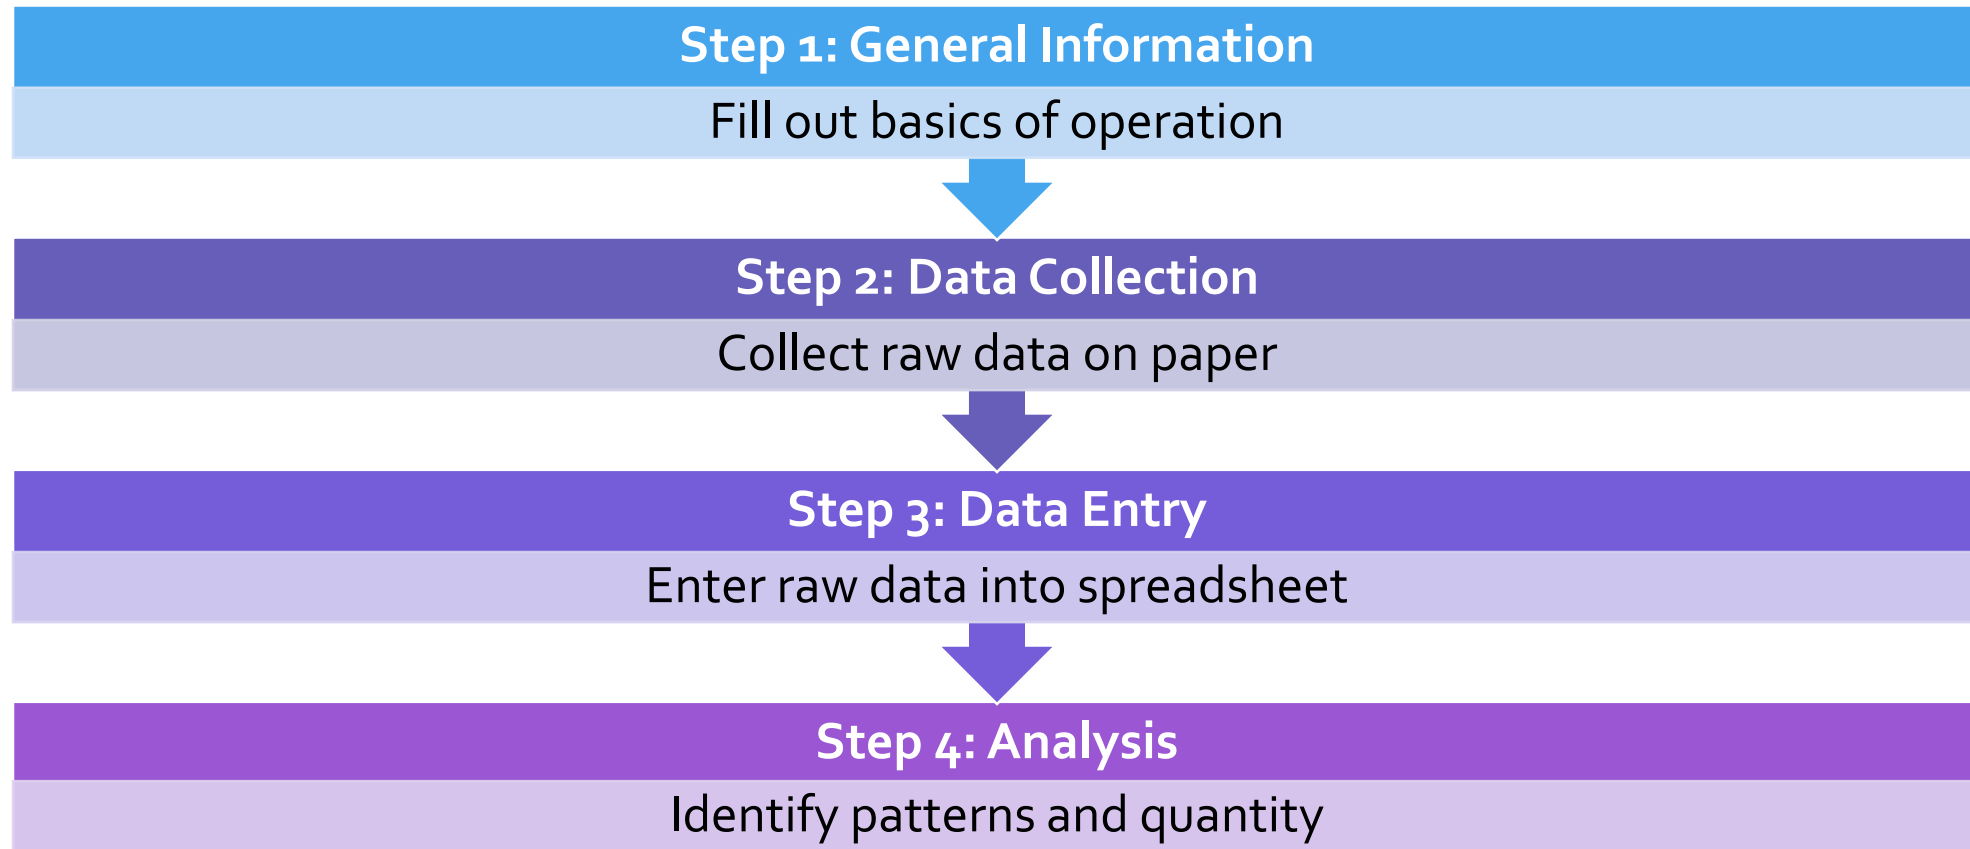 Step 1: General Information
Fill out basics of operation
Step 2: Data Collection
Collect raw data on paper
Step 3: Data Entry
Enter raw data into spreadsheet
Step 4: Analysis
Identify patterns and quantity